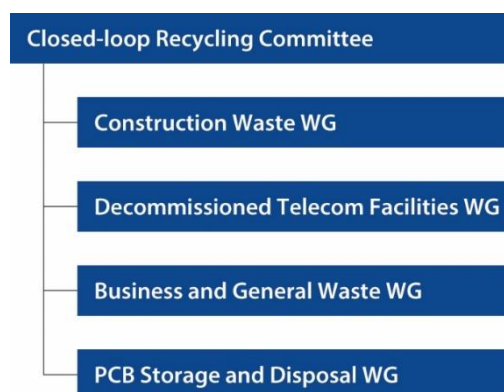 Closed-loop Recycling Committee
Construction Waste WG
Decommissioned Telecom Facilities WG
Business and General Waste WG
PCB Storage and Disposal WG